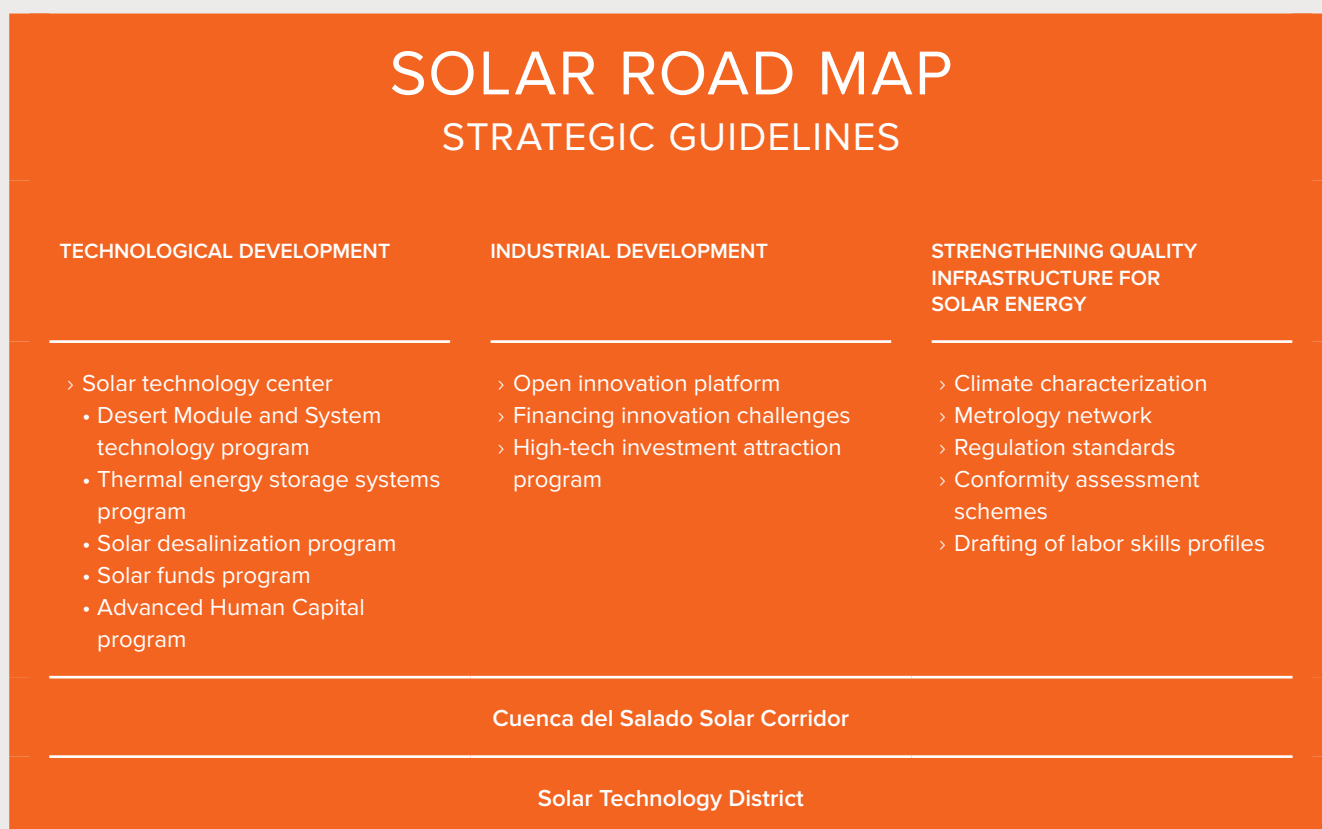 SOLAR ROAD MAP
STRATEGIC GUIDELINES
TECHNOLOGICAL DEVELOPMENT
› Solar technology center
• Desert Module and System
technology program
• Thermal energy storage systems
program
• Solar desalinization program
• Solar funds program
• Advanced Human Capital
program
INDUSTRIAL DEVELOPMENT
› Open innovation platform
› Financing innovation challenges
› High-tech investment attraction
program
STRENGTHENING QUALITY
INFRASTRUCTURE FOR
SOLAR ENERGY
› Climate characterization
› Metrology network
› Regulation standards
› Conformity assessment
schemes
› Drafting of labor skills profiles
Cuenca del Salado Solar Corridor
Solar Technology District